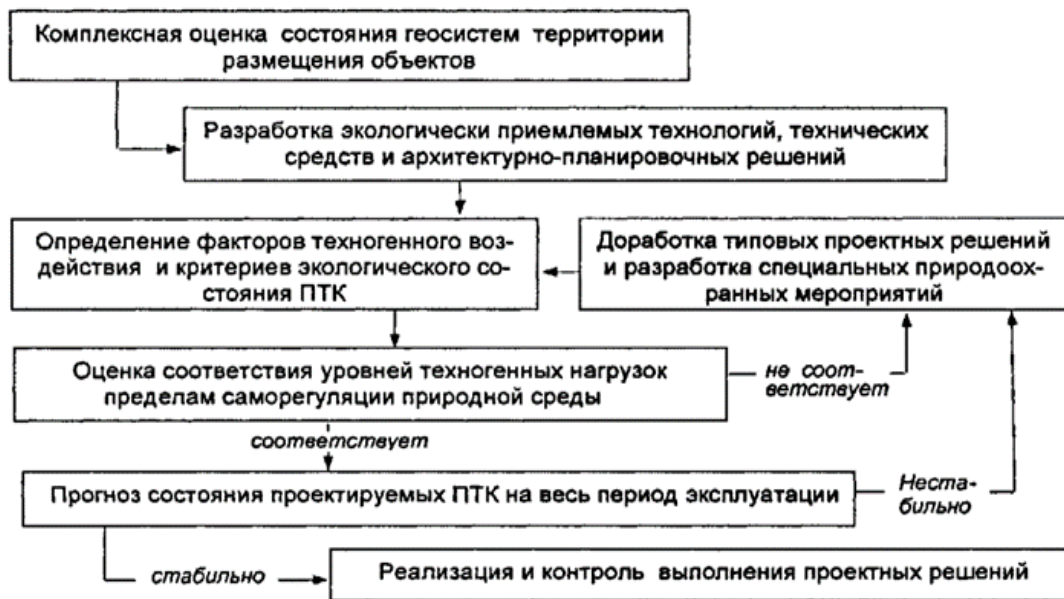 Комплексная оценка состояния геосистем территории
размещения объектов
Разработка экологически приемлемых технологий, технических
средств и архитектурно-планировочных решений
Определение факторов техногенного воз-
действия и критериев экологического со-
стояния ПТК
Доработка типовых проектных решений
и разработка специальных природоох-
ранных мероприятий
Оценка соответствия уровней техногенных нагрузок
пределам саморегуляции природной среды
не соот-
ветствует
соответствует
Прогноз состояния проектируемых ПТК на весь период эксплуатации
Неста-
бильно
стабильно
Реализация и контроль выполнения проектных решений